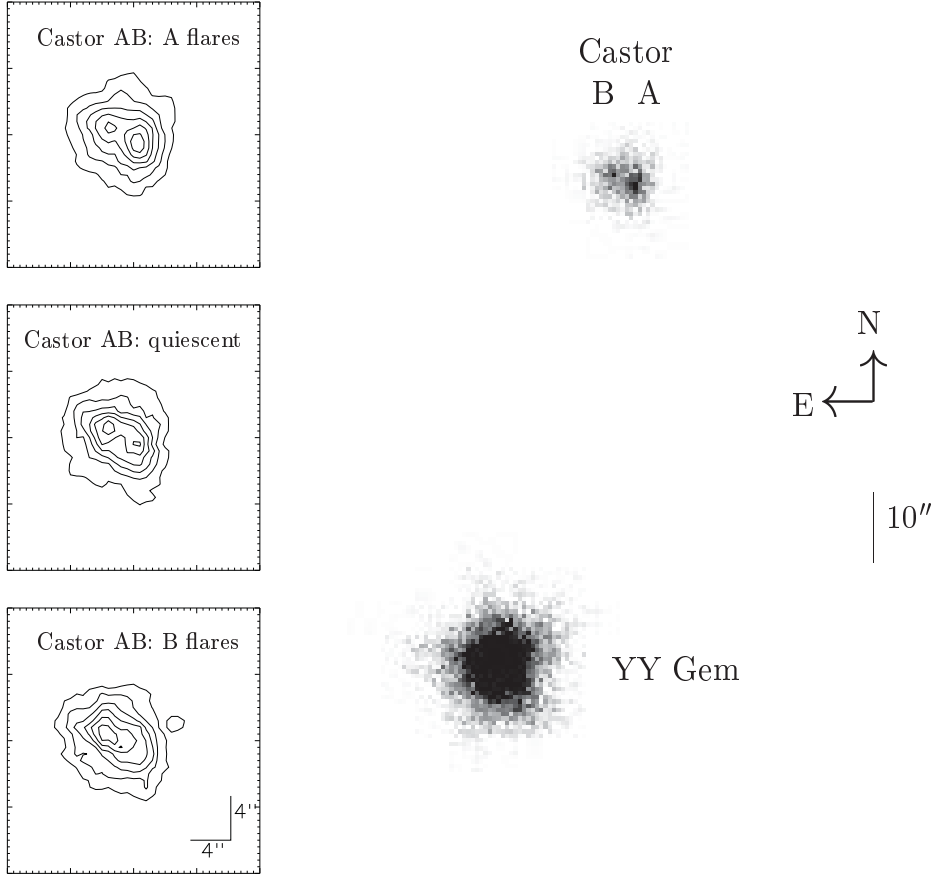 Castor AB: A flares
Castor
B A
Castor AB: quiescent
N
E
10″
Castor AB: B flares
YY Gem
4''
4''